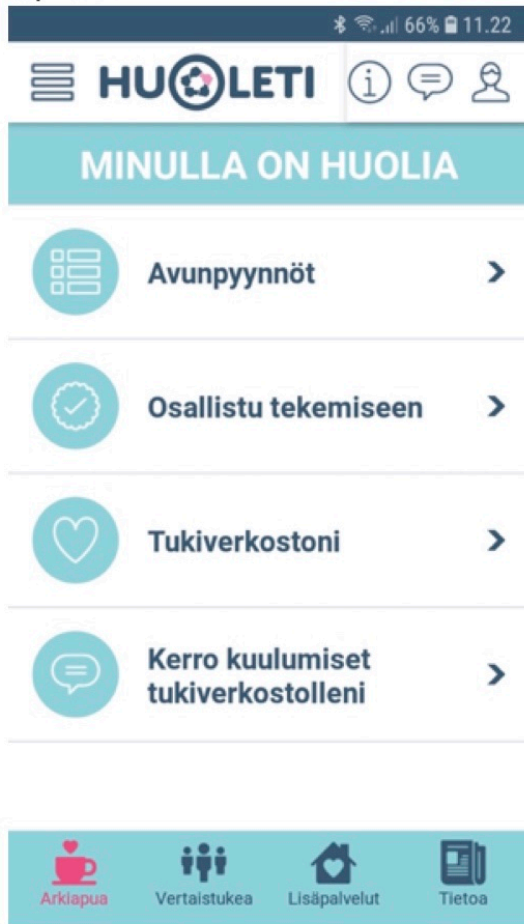 66% 11.22
HUOLETI
MINULLA ON HUOLIA
Avunpyynnöt
Osallistu tekemiseen
Tukiverkostoni
Kerro kuulumiset
tukiverkostolleni
Arkiapua Vertaistukea Lisäpalvelut Tietoa